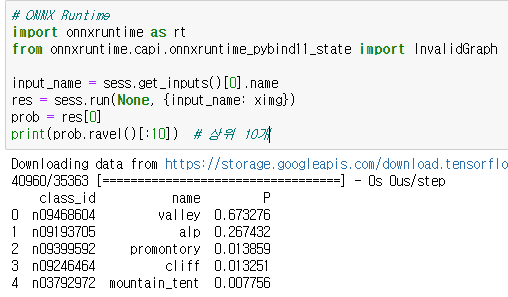 # ONNX Runtime
import onnxruntime as rt
from onnxruntime.capi.onnxruntime_pybind11_state import InvalidGraph
input_name = sess.get_inputs()[0].name
res = sess.run(None, {input_name: ximg})
prob = res[0]
print(prob.ravel()[:10])  # 상위 10개
Downloading data from https://storage.googleapis.com/download.tensorflo
40960/35363 [==================================] - 0s 0us/step
class_id name P
0 n09468604 valley 0.673276
1 n09193705 alp 0.267432
2 n09399592 promontory 0.013859
3 n09246464 cliff 0.013251
4 n03792972 mountain_tent 0.007756